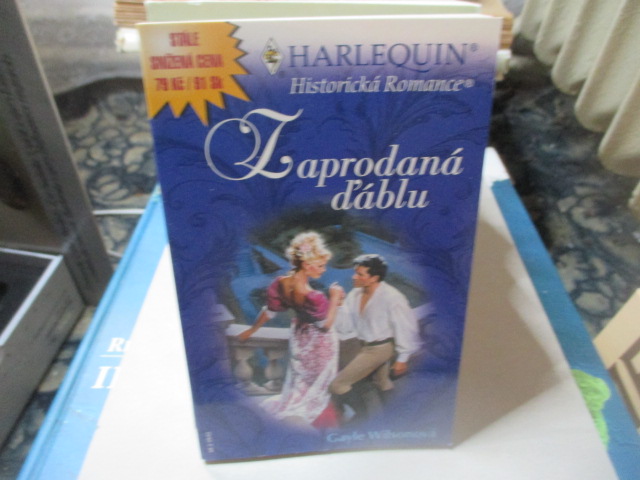 STÁLE
SNÍŽENÁ CENA
79 Kč / 91 Sk
HARLEQUIN®
Historická Romance®
Zaprodaná
ďáblu
Gayle Wilsonová